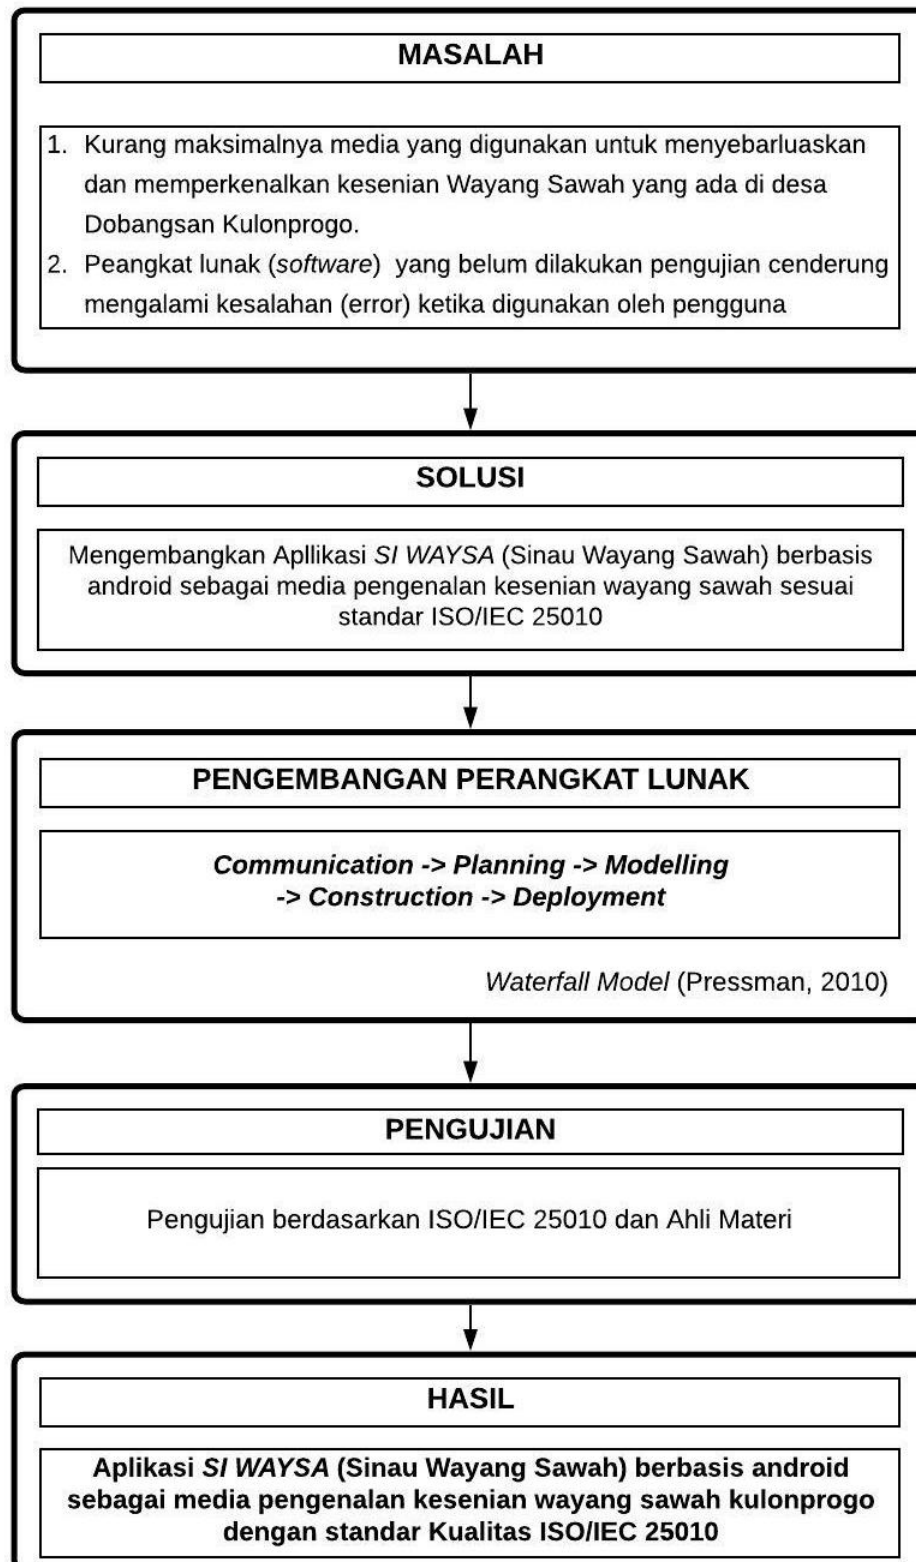 MASALAH
1. Kurang maksimalnya media yang digunakan untuk menyebarluaskan
dan memperkenalkan kesenian Wayang Sawah yang ada di desa
Dobangsan Kulonprogo.
2. Peangkat lunak (software) yang belum dilakukan pengujian cenderung
mengalami kesalahan (error) ketika digunakan oleh pengguna
SOLUSI
Mengembangkan Apllikasi SI WAYSA (Sinau Wayang Sawah) berbasis
android sebagai media pengenalan kesenian wayang sawah sesuai
standar ISO/IEC 25010
PENGEMBANGAN PERANGKAT LUNAK
Communication -> Planning -> Modelling
-> Construction -> Deployment
Waterfall Model (Pressman, 2010)
PENGUJIAN
Pengujian berdasarkan ISO/IEC 25010 dan Ahli Materi
HASIL
Aplikasi SI WAYSA (Sinau Wayang Sawah) berbasis android
sebagai media pengenalan kesenian wayang sawah kulonprogo
dengan standar Kualitas ISO/IEC 25010